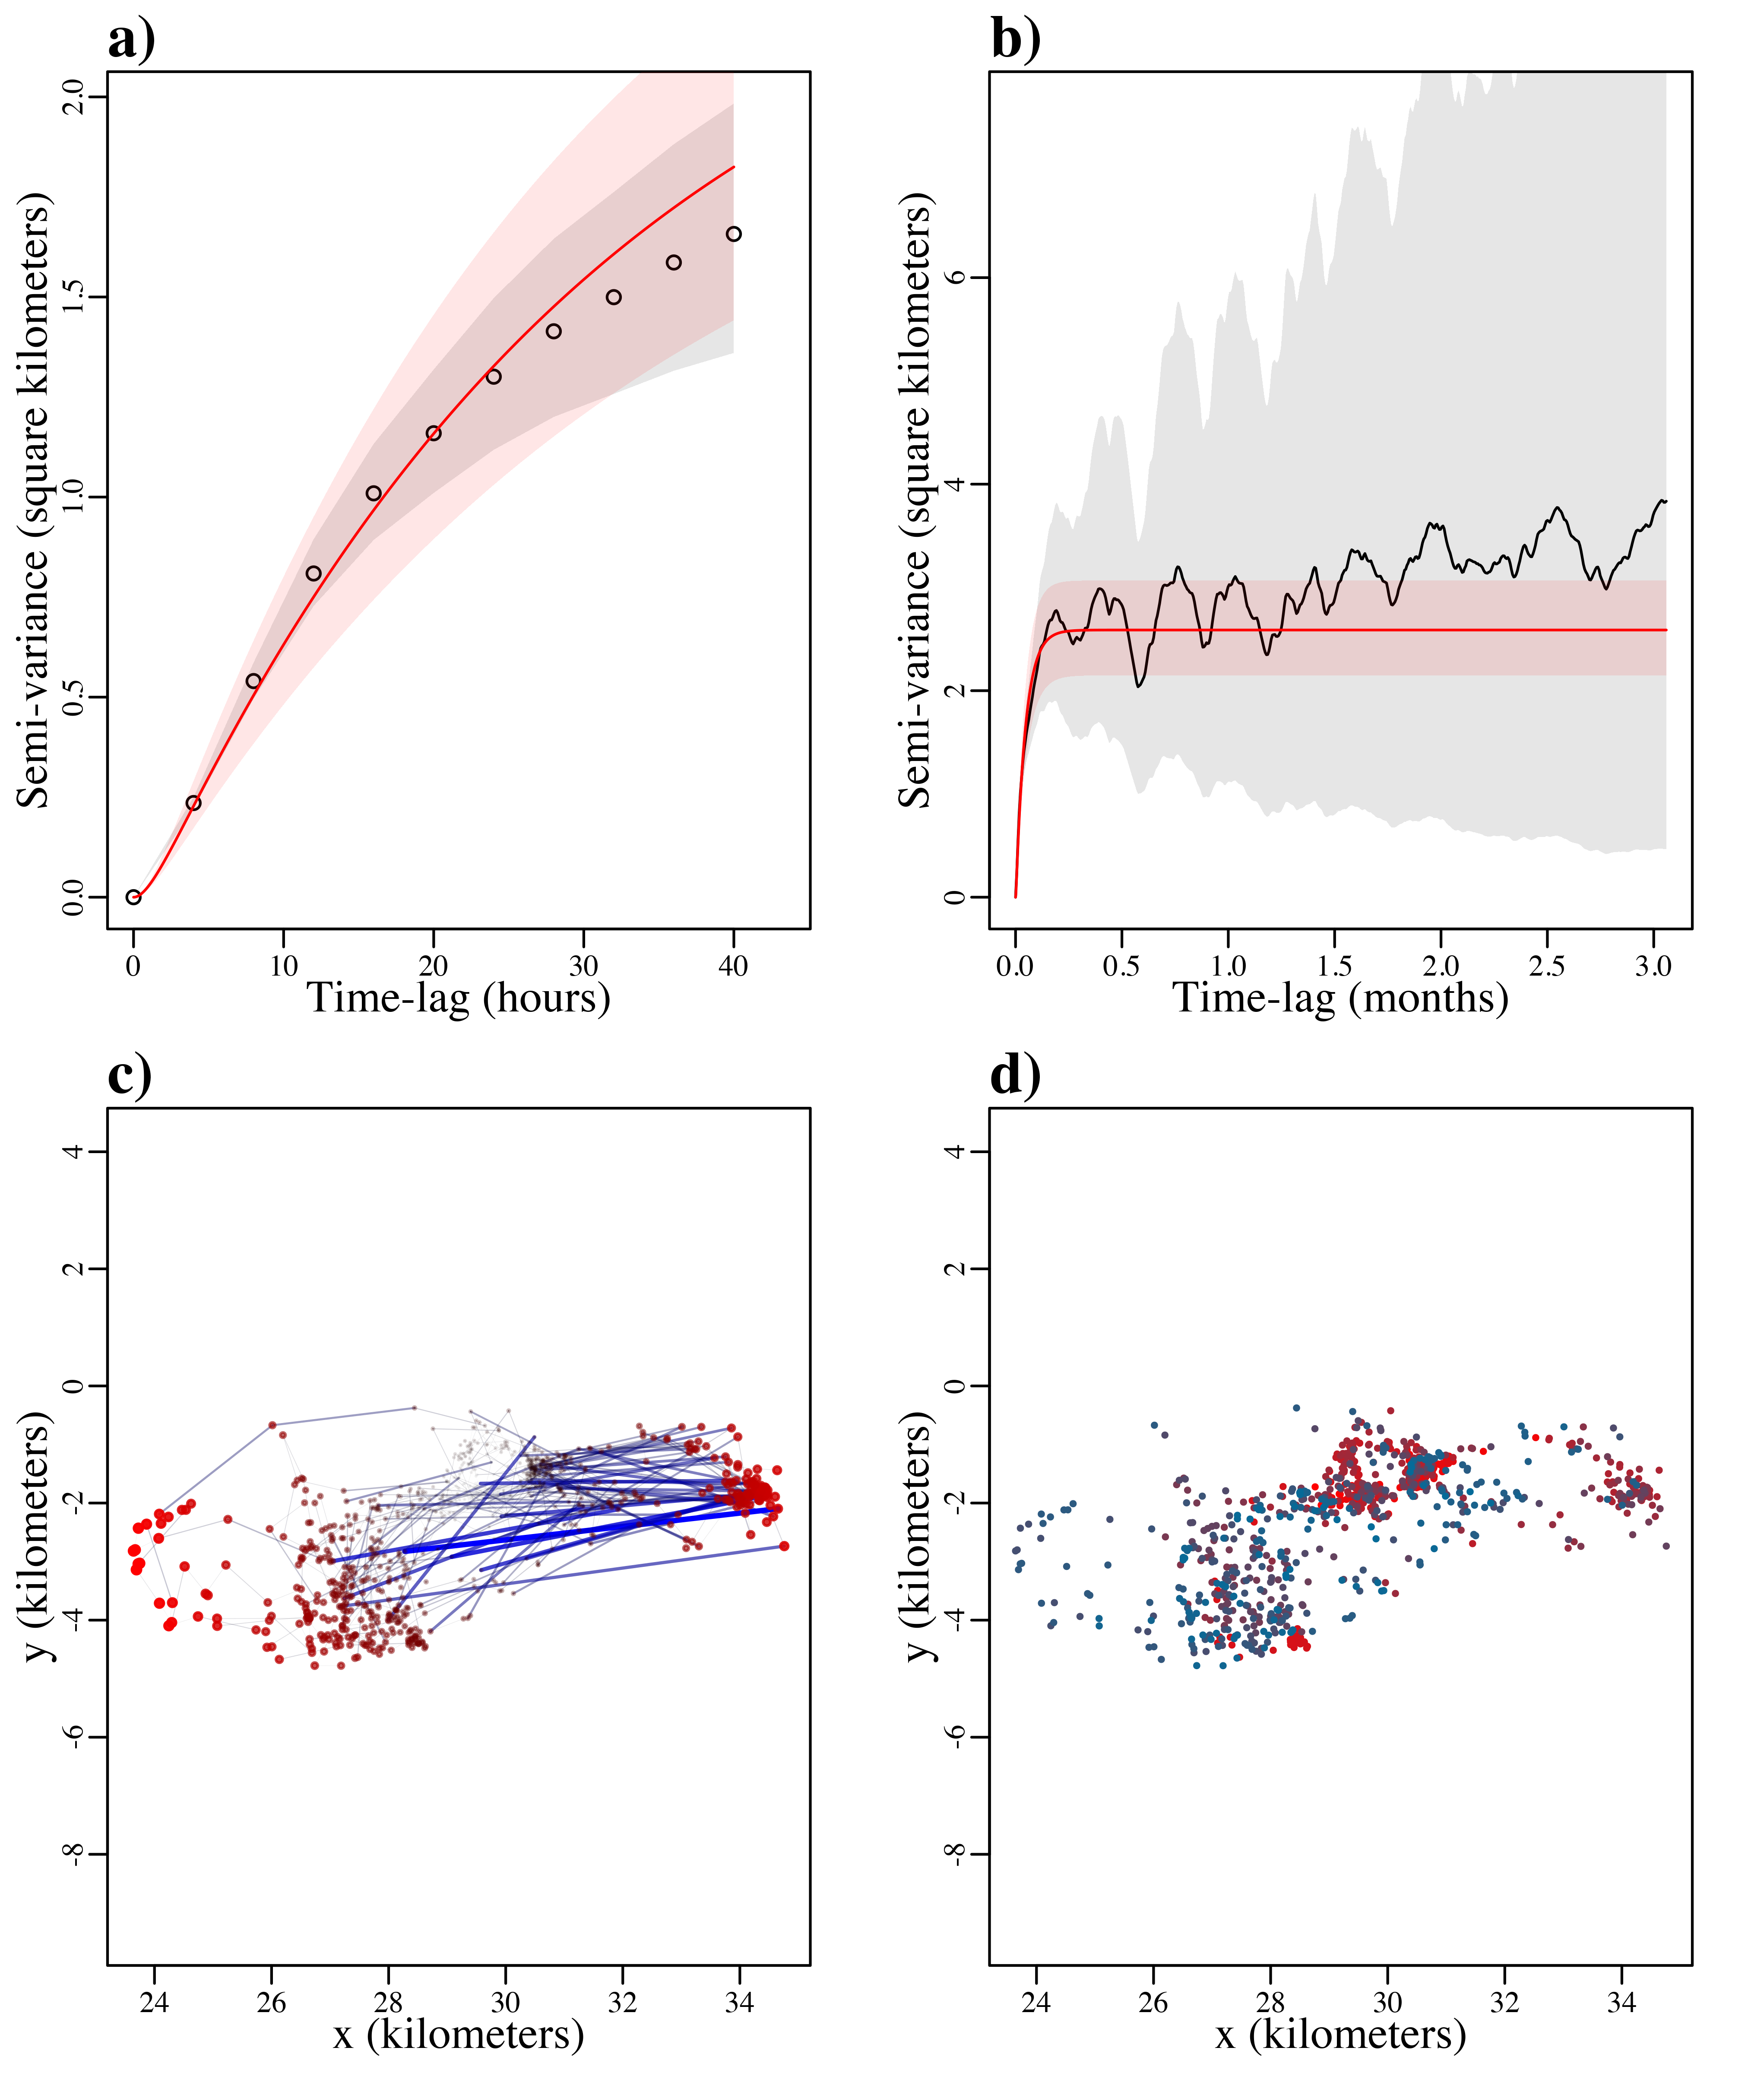 a)
Semi-variance (square kilometers)
2.0
1.5
1.0
0.5
0.0
0 10 20 30 40
Time-lag (hours)
b)
Semi-variance (square kilometers)
6
4
2
0
0.0 0.5 1.0 1.5 2.0 2.5 3.0
Time-lag (months)
c)
y (kilometers)
4
2
0
-2
-4
-6
-8
24 26 28 30 32 34
x (kilometers)
d)
y (kilometers)
4
2
0
-2
-4
-6
-8
24 26 28 30 32 34
x (kilometers)